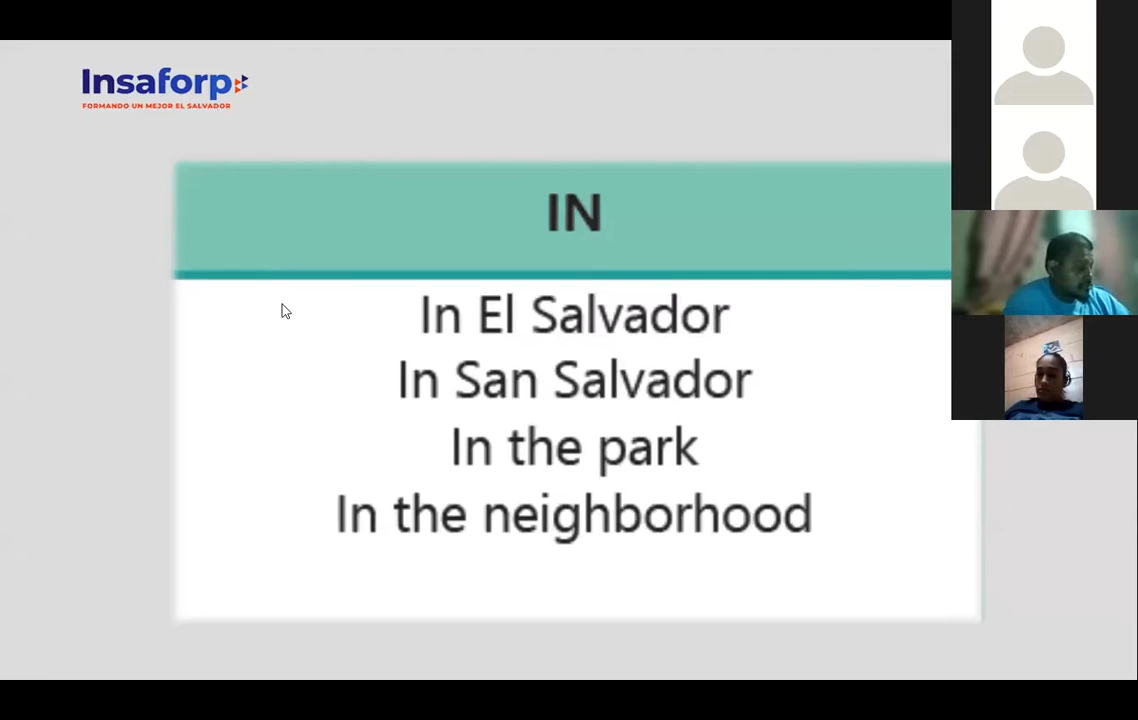 Insaforp
FORMANDO UN MEJOR EL SALVADOR
IN
In El Salvador
In San Salvador
In the park
In the neighborhood